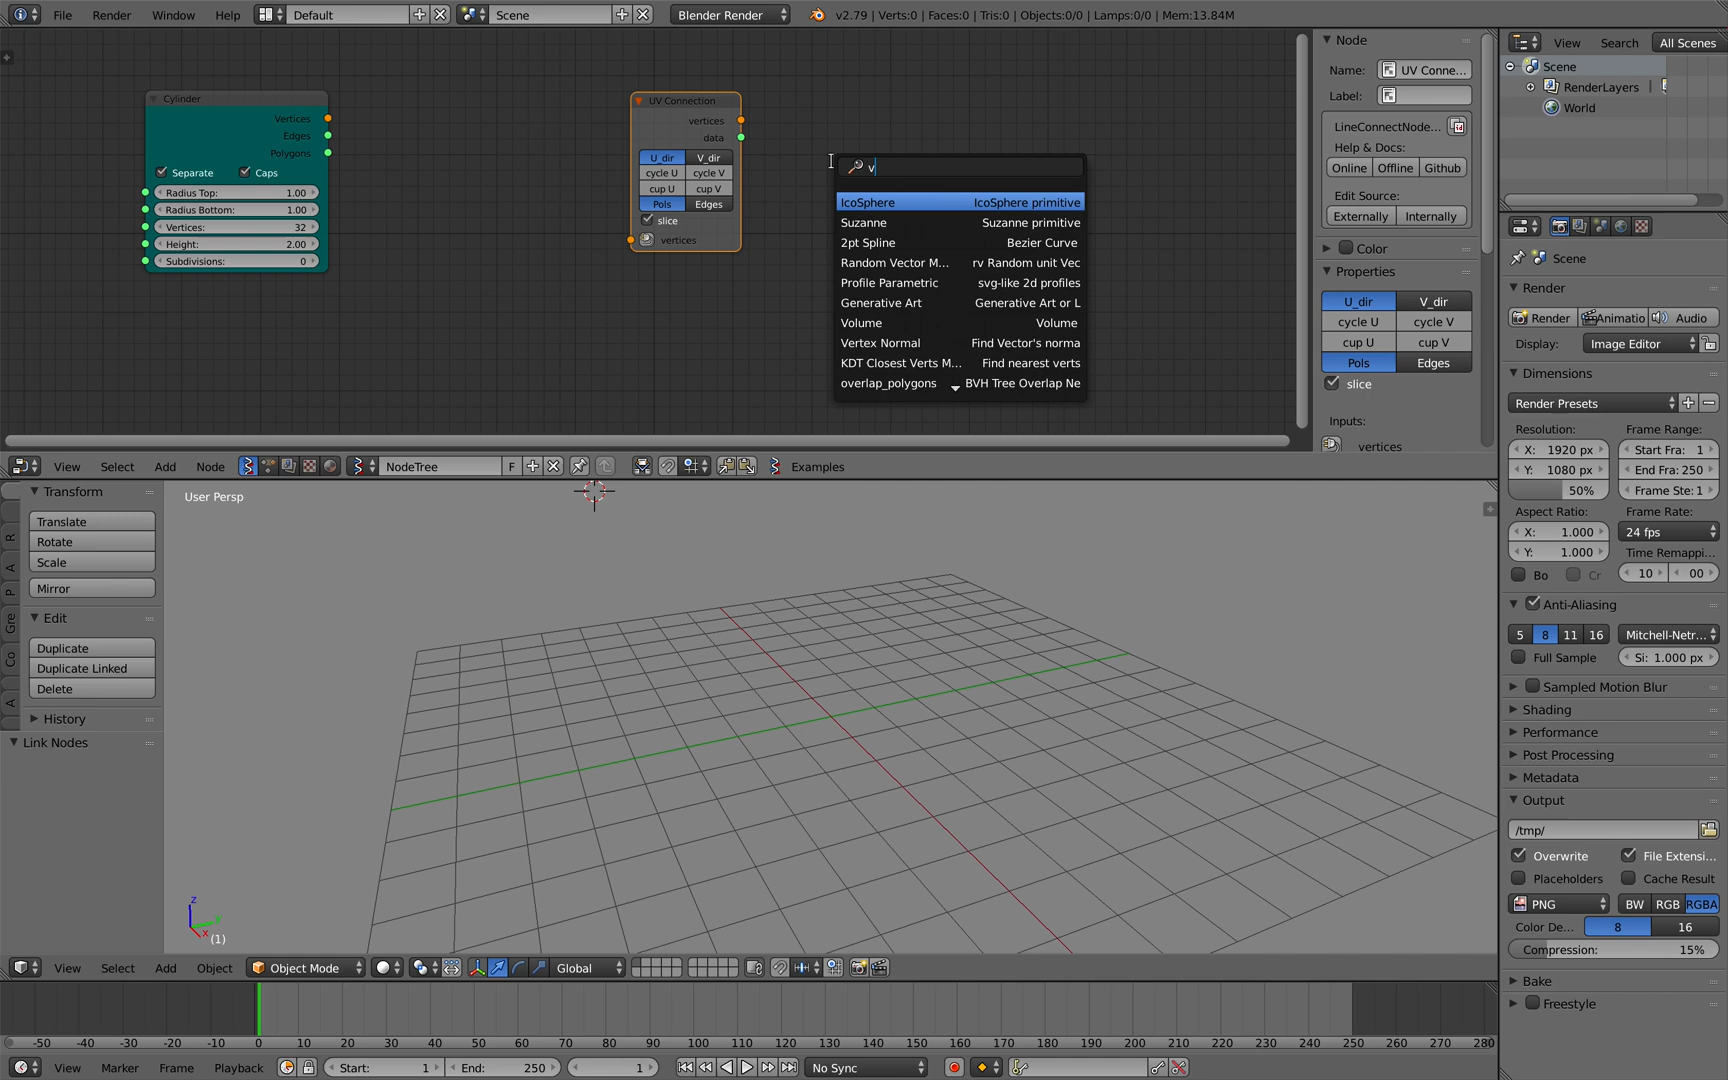 File Render Window Help Default Scene Blender Render v2.79 | Verts:0 | Faces:0 | Tris:0 | Objects:0/0 | Lamps:0/0 | Mem:13.84M
Cylinder
Vertices
Edges
Polygons
Separate Caps
Radius Top: 1.00
Radius Bottom: 1.00
Vertices: 32
Height: 2.00
Subdivisions: 0
UV Connection
vertices
data
U_dir V_dir
cycle U cycle V
cup U cup V
Pols Edges
slice
vertices
v
IcoSphere IcoSphere primitive
Suzanne Suzanne primitive
2pt Spline Bezier Curve
Random Vector M... rv Random unit Vec
Profile Parametric svg-like 2d profiles
Generative Art Generative Art or L
Volume Volume
Vertex Normal Find Vector's norma
KDT Closest Verts M... Find nearest verts
overlap_polygons BVH Tree Overlap Ne
Node
Name: UV Conne...
Label:
LineConnectNode...
Help & Docs:
Online Offline Github
Edit Source:
Externally Internally
Color
Properties
U_dir V_dir
cycle U cycle V
cup U cup V
Pols Edges
slice
Inputs:
vertices
View Select Add Node NodeTree F Examples
Transform
Translate
Rotate
Scale
Mirror
Edit
Duplicate
Duplicate Linked
Delete
History
Link Nodes
R
A
P
Gre
Co
A
User Persp
z
y
x
(1)
View Select Add Object Object Mode Global
-50 -40 -30 -20 -10 0 10 20 30 40 50 60 70 80 90 100 110 120 130 140 150 160 170 180 190 200 210 220 230 240 250 260 270 280
View Marker Frame Playback Start: 1 End: 250 1 No Sync
View Search All Scenes
Scene
RenderLayers
World
Scene
Render
Render Animatio Audio
Display: Image Editor
Dimensions
Render Presets
Resolution: Frame Range:
X: 1920 px Start Fra: 1
Y: 1080 px End Fra: 250
50% Frame Ste: 1
Aspect Ratio: Frame Rate:
X: 1.000 24 fps
Y: 1.000 Time Remappi...
Bo Cr 10 00
Anti-Aliasing
5 8 11 16 Mitchell-Netr...
Full Sample Si: 1.000 px
Sampled Motion Blur
Shading
Performance
Post Processing
Metadata
Output
/tmp/
Overwrite File Extensi...
Placeholders Cache Result
PNG BW RGB RGBA
Color De... 8 16
Compression: 15%
Bake
Freestyle